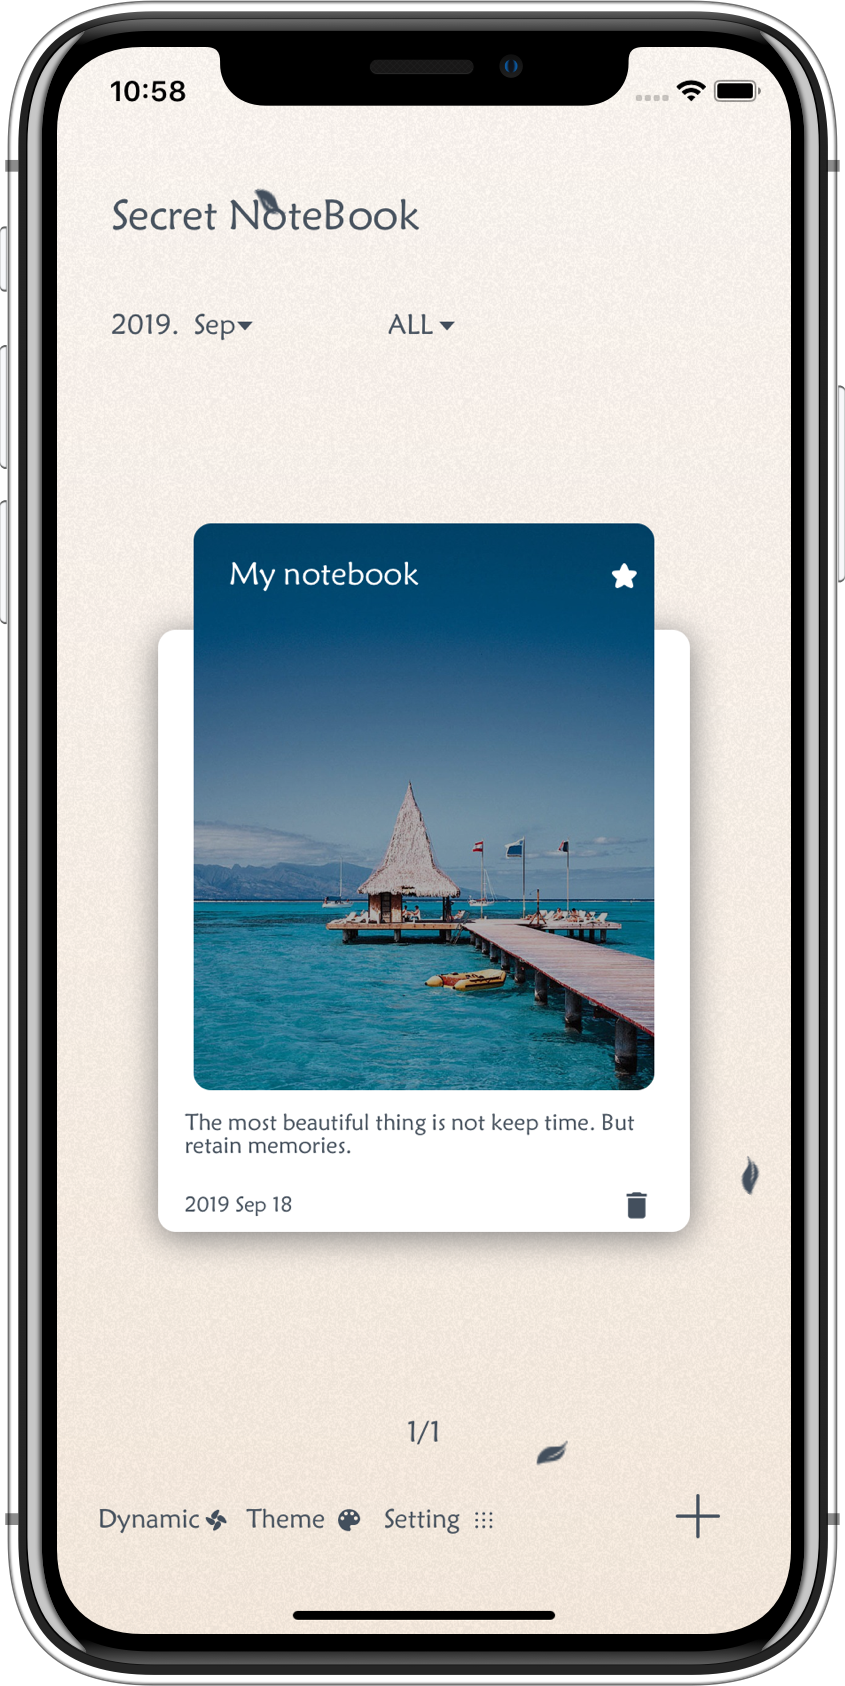 10:58
Secret NoteBook
2019. Sep
ALL
My notebook
The most beautiful thing is not keep time. But
retain memories.
2019 Sep 18
1/1
Dynamic Theme Setting